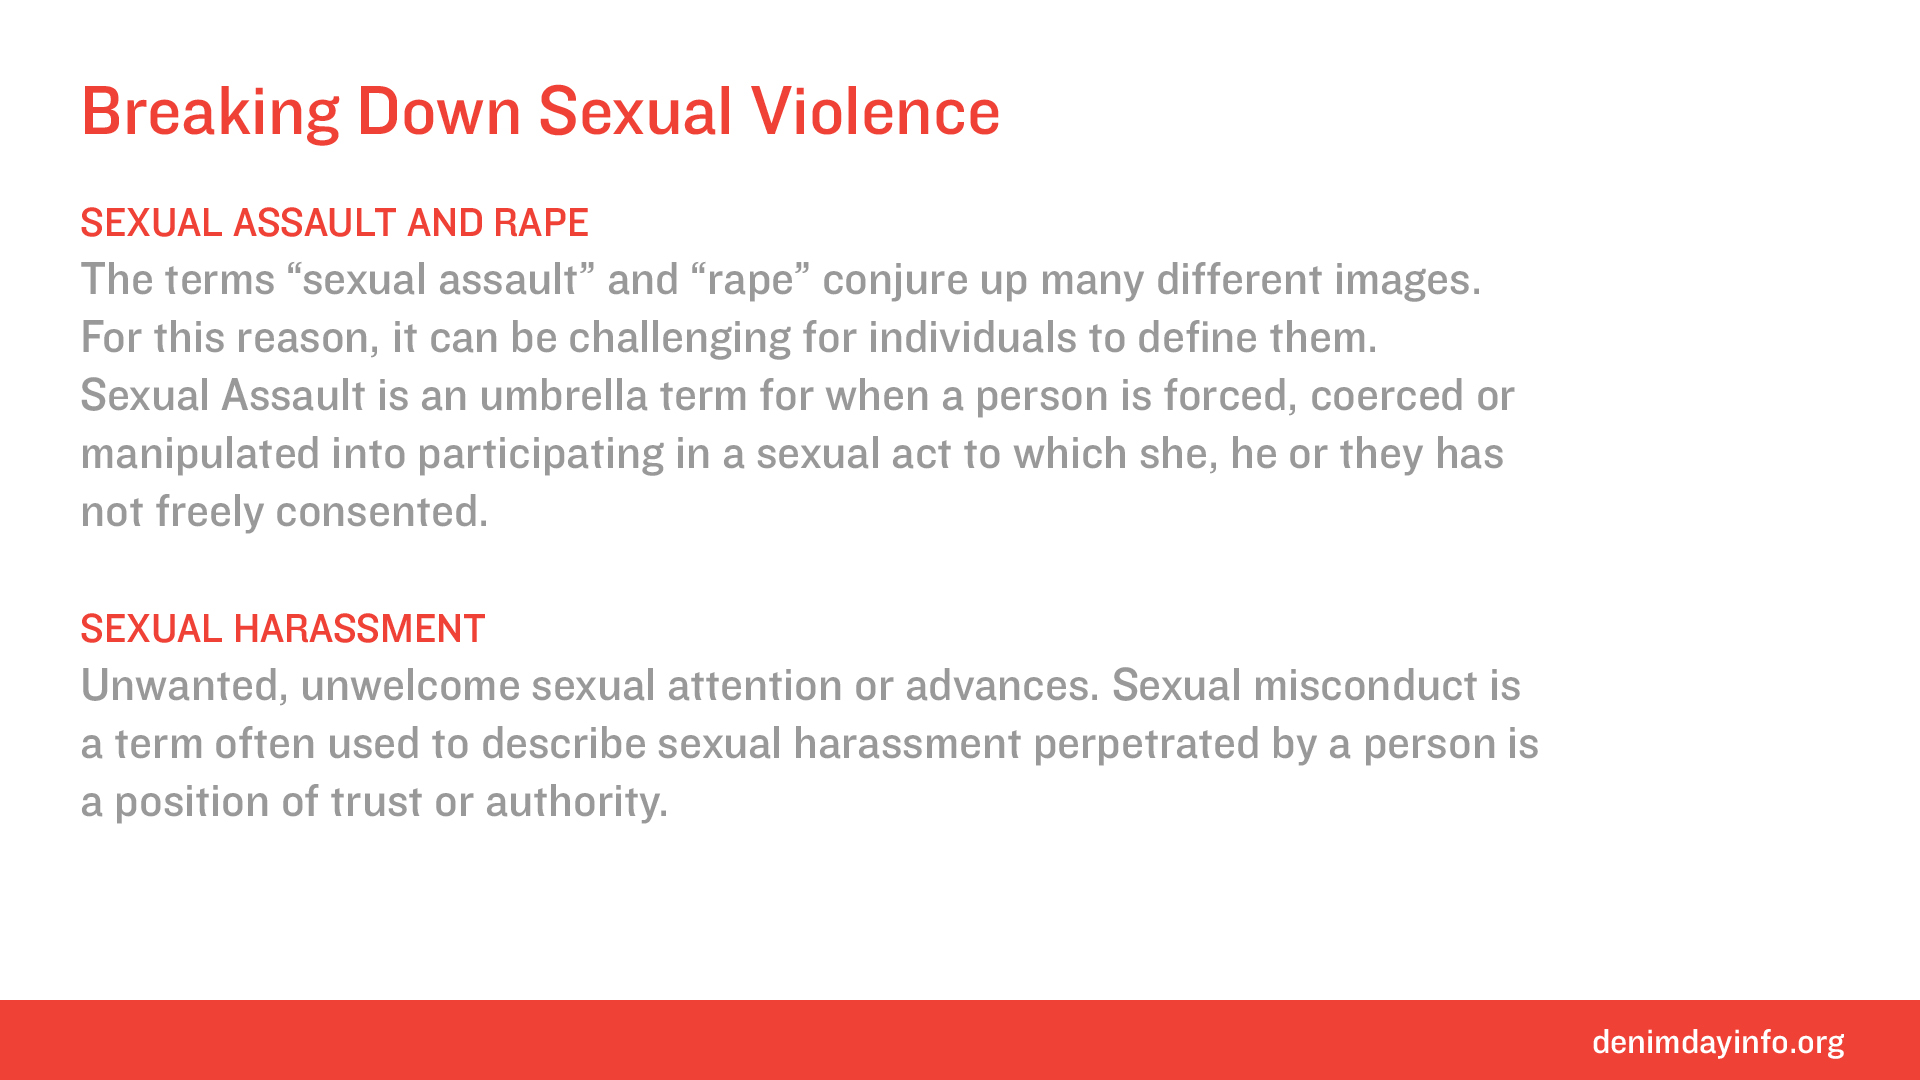 Breaking Down Sexual Violence
SEXUAL ASSAULT AND RAPE
The terms “sexual assault” and “rape” conjure up many different images.
For this reason, it can be challenging for individuals to define them.
Sexual Assault is an umbrella term for when a person is forced, coerced or
manipulated into participating in a sexual act to which she, he or they has
not freely consented.
SEXUAL HARASSMENT
Unwanted, unwelcome sexual attention or advances. Sexual misconduct is
a term often used to describe sexual harassment perpetrated by a person is
a position of trust or authority.
denimdayinfo.org